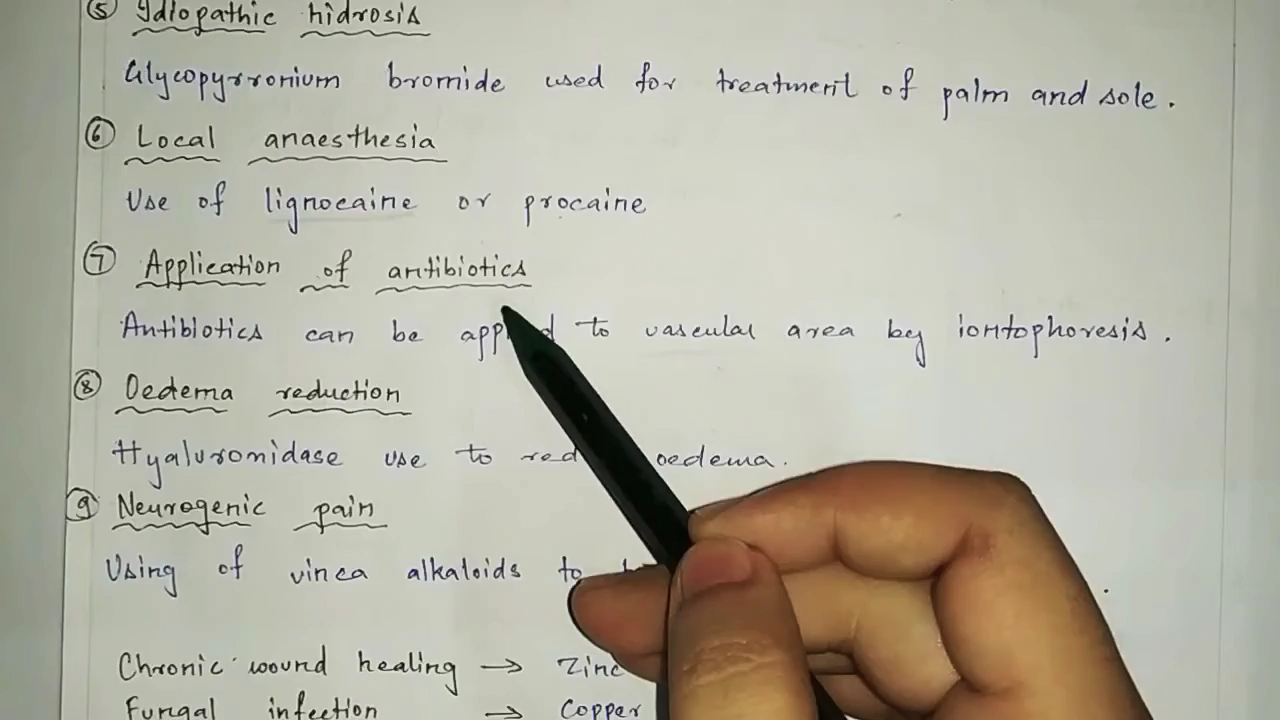 ⑤ Idiopathic hidrosis
Glycopyrronium bromide used for treatment of palm and sole.
⑥ Local anaesthesia
Use of lignocaine or procaine
⑦ Application of antibiotics
Antibiotics can be applied to vascular area by iontophoresis.
⑧ Oedema reduction
Hyaluronidase use to oedema.
⑨ Neurogenic pain
Using of vinca alkaloids to
Chronic wound healing → Zinc
Fungal infection → Copper